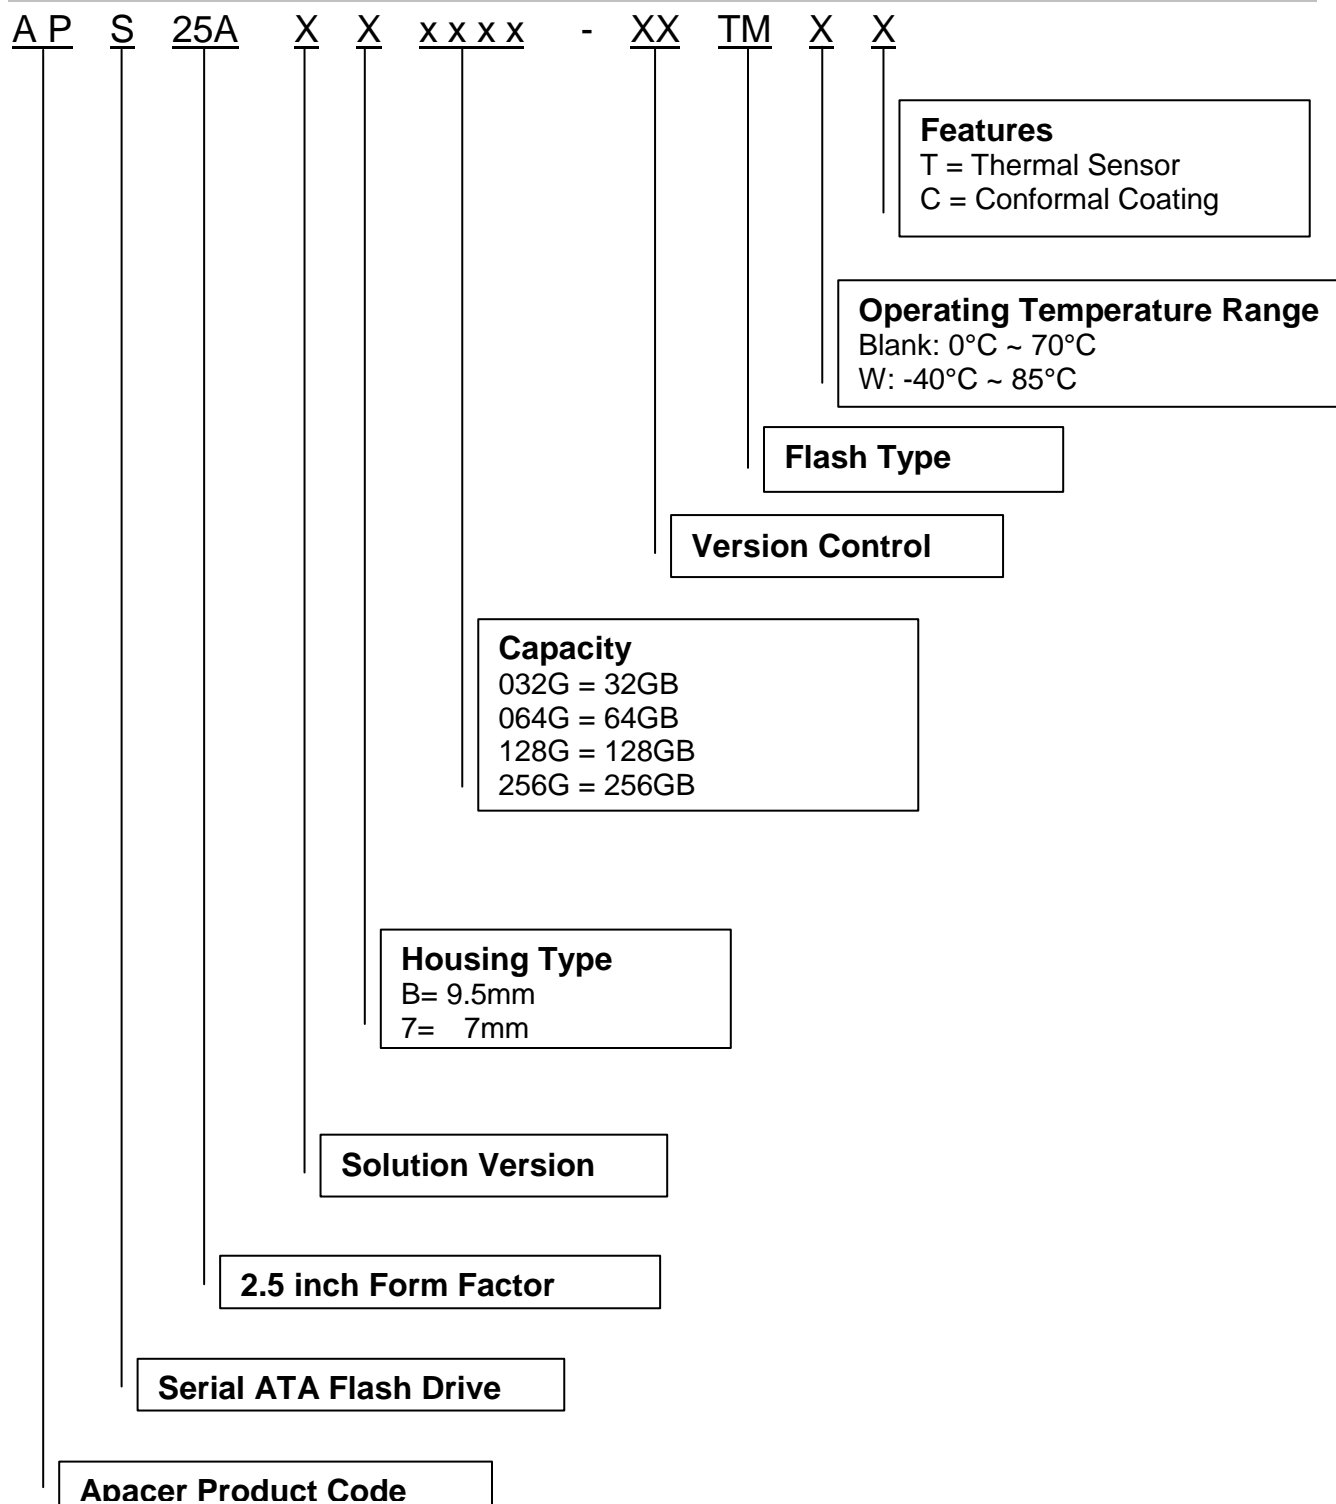 A P S 25A X X x x x x - XX TM X X
Features
T = Thermal Sensor
C = Conformal Coating
Operating Temperature Range
Blank: 0°C ~ 70°C
W: -40°C ~ 85°C
Flash Type
Version Control
Capacity
032G = 32GB
064G = 64GB
128G = 128GB
256G = 256GB
Housing Type
B= 9.5mm
7= 7mm
Solution Version
2.5 inch Form Factor
Serial ATA Flash Drive
Apacer Product Code